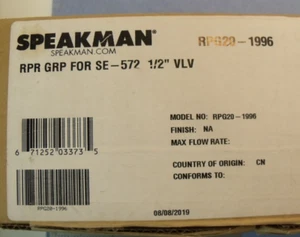 SPEAKMAN®
RPG20-1996
SPEAKMAN.COM
RPR GRP FOR SE-572 1/2" VLV
MODEL NO: RPG20-1996
FINISH: NA
MAX FLOW RATE:
6 71252 03373 5
COUNTRY OF ORIGIN: CN
CONFORMS TO:
RPG20-1996
08/08/2019